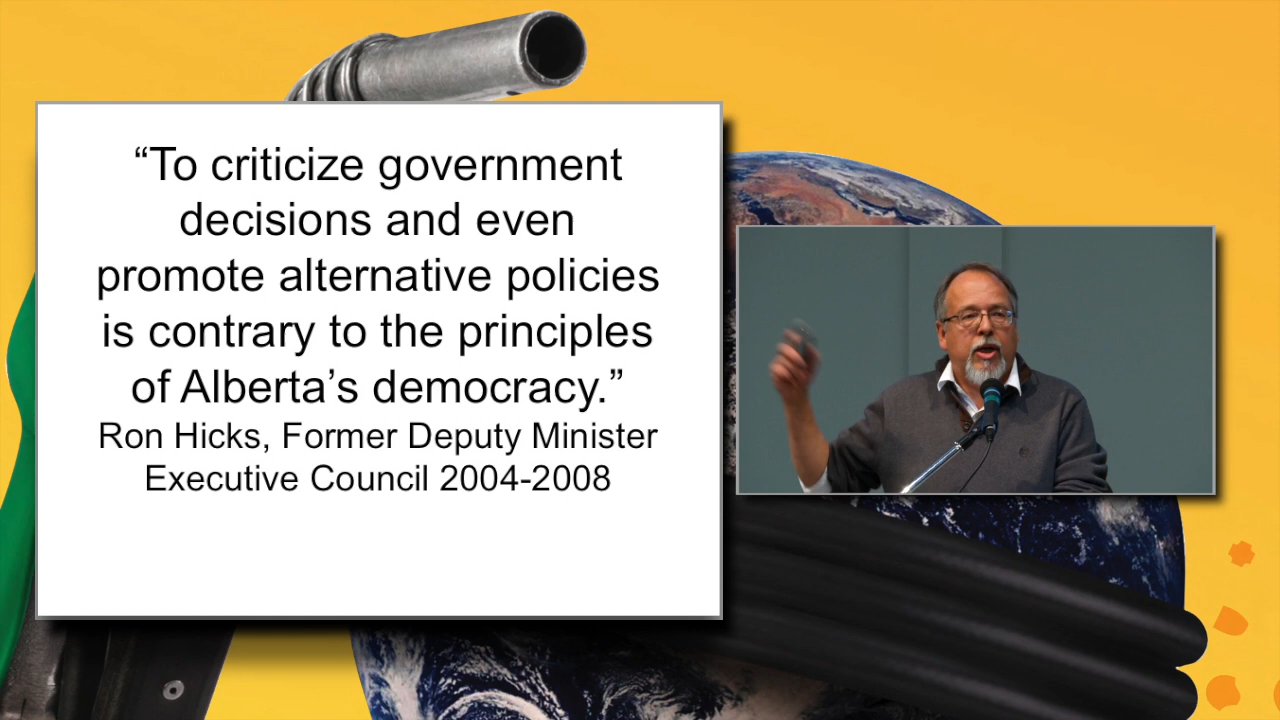 “To criticize government
decisions and even
promote alternative policies
is contrary to the principles
of Alberta’s democracy.”
Ron Hicks, Former Deputy Minister
Executive Council 2004-2008